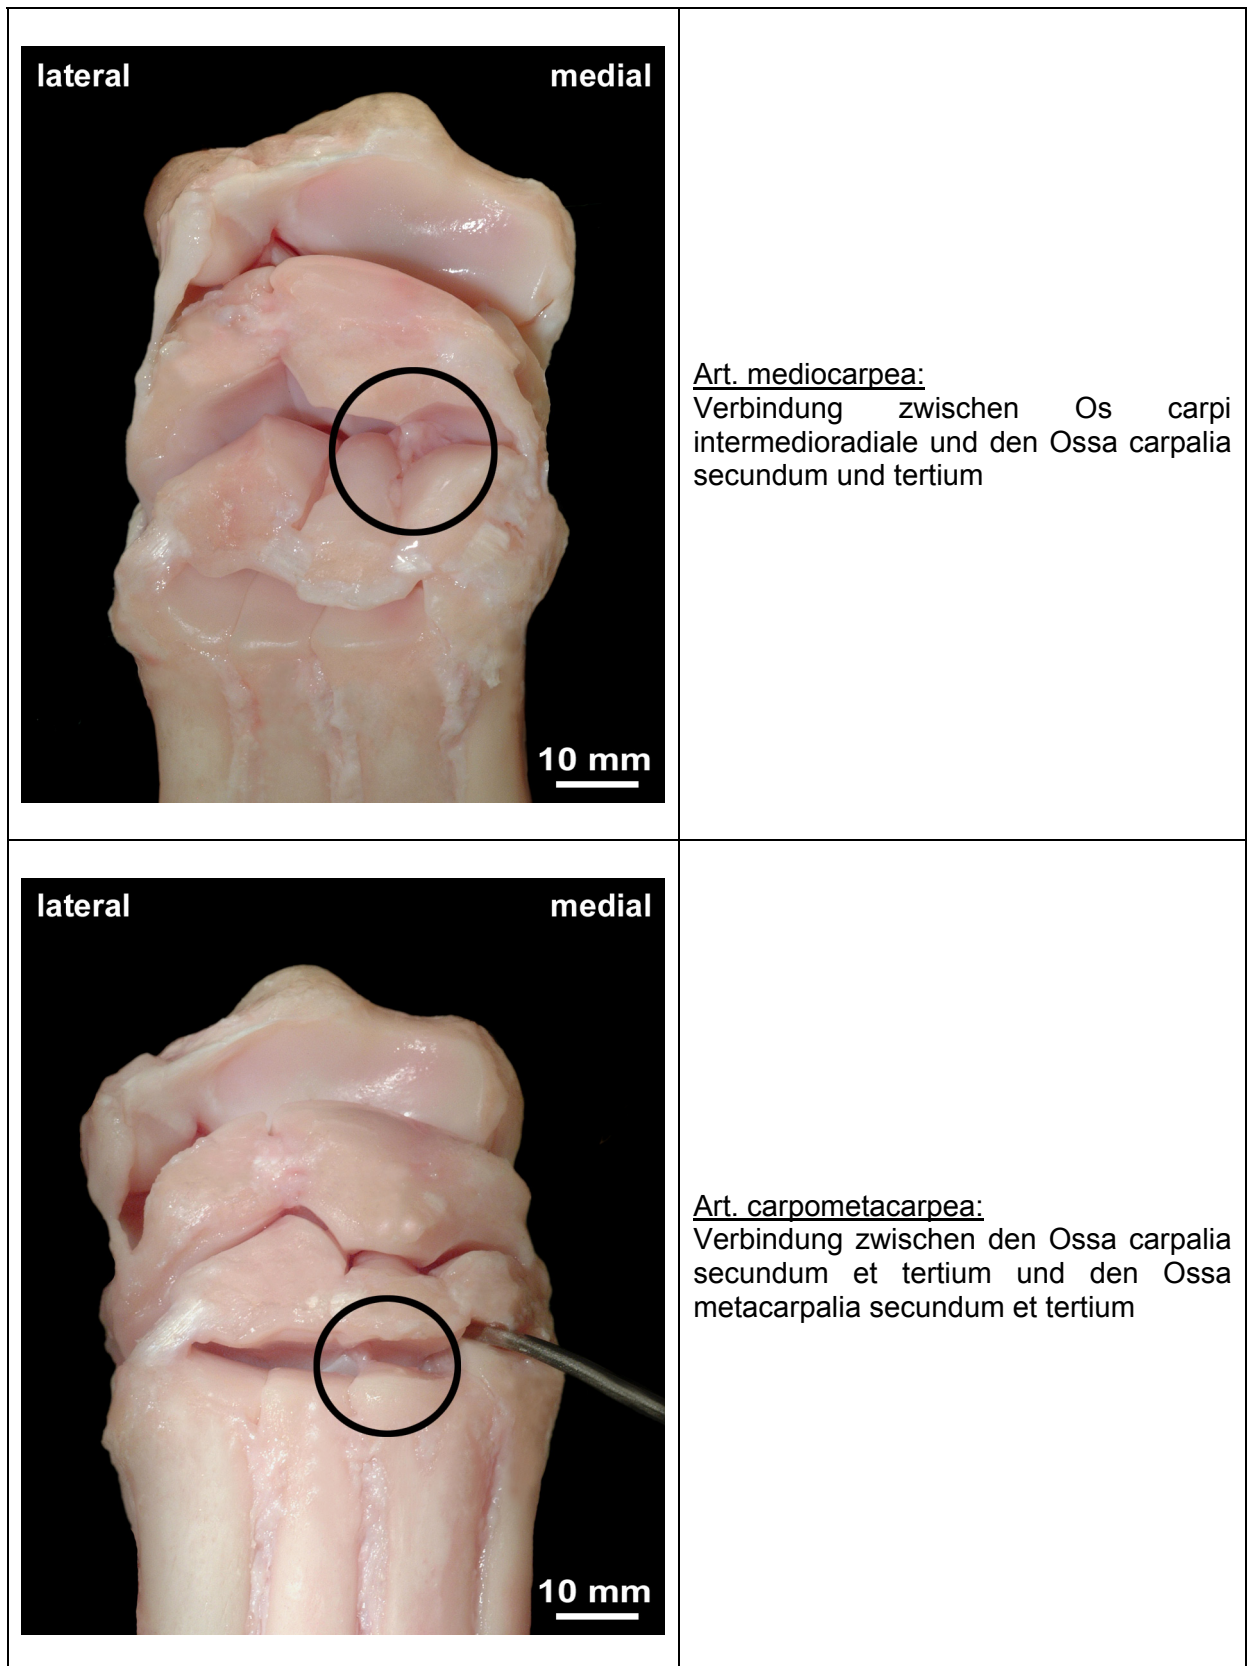 lateral medial
10 mm
Art. mediocarpea:
Verbindung zwischen Os carpi
intermedioradiale und den Ossa carpalia
secundum und tertium
lateral medial
10 mm
Art. carpometacarpea:
Verbindung zwischen den Ossa carpalia
secundum et tertium und den Ossa
metacarpalia secundum et tertium